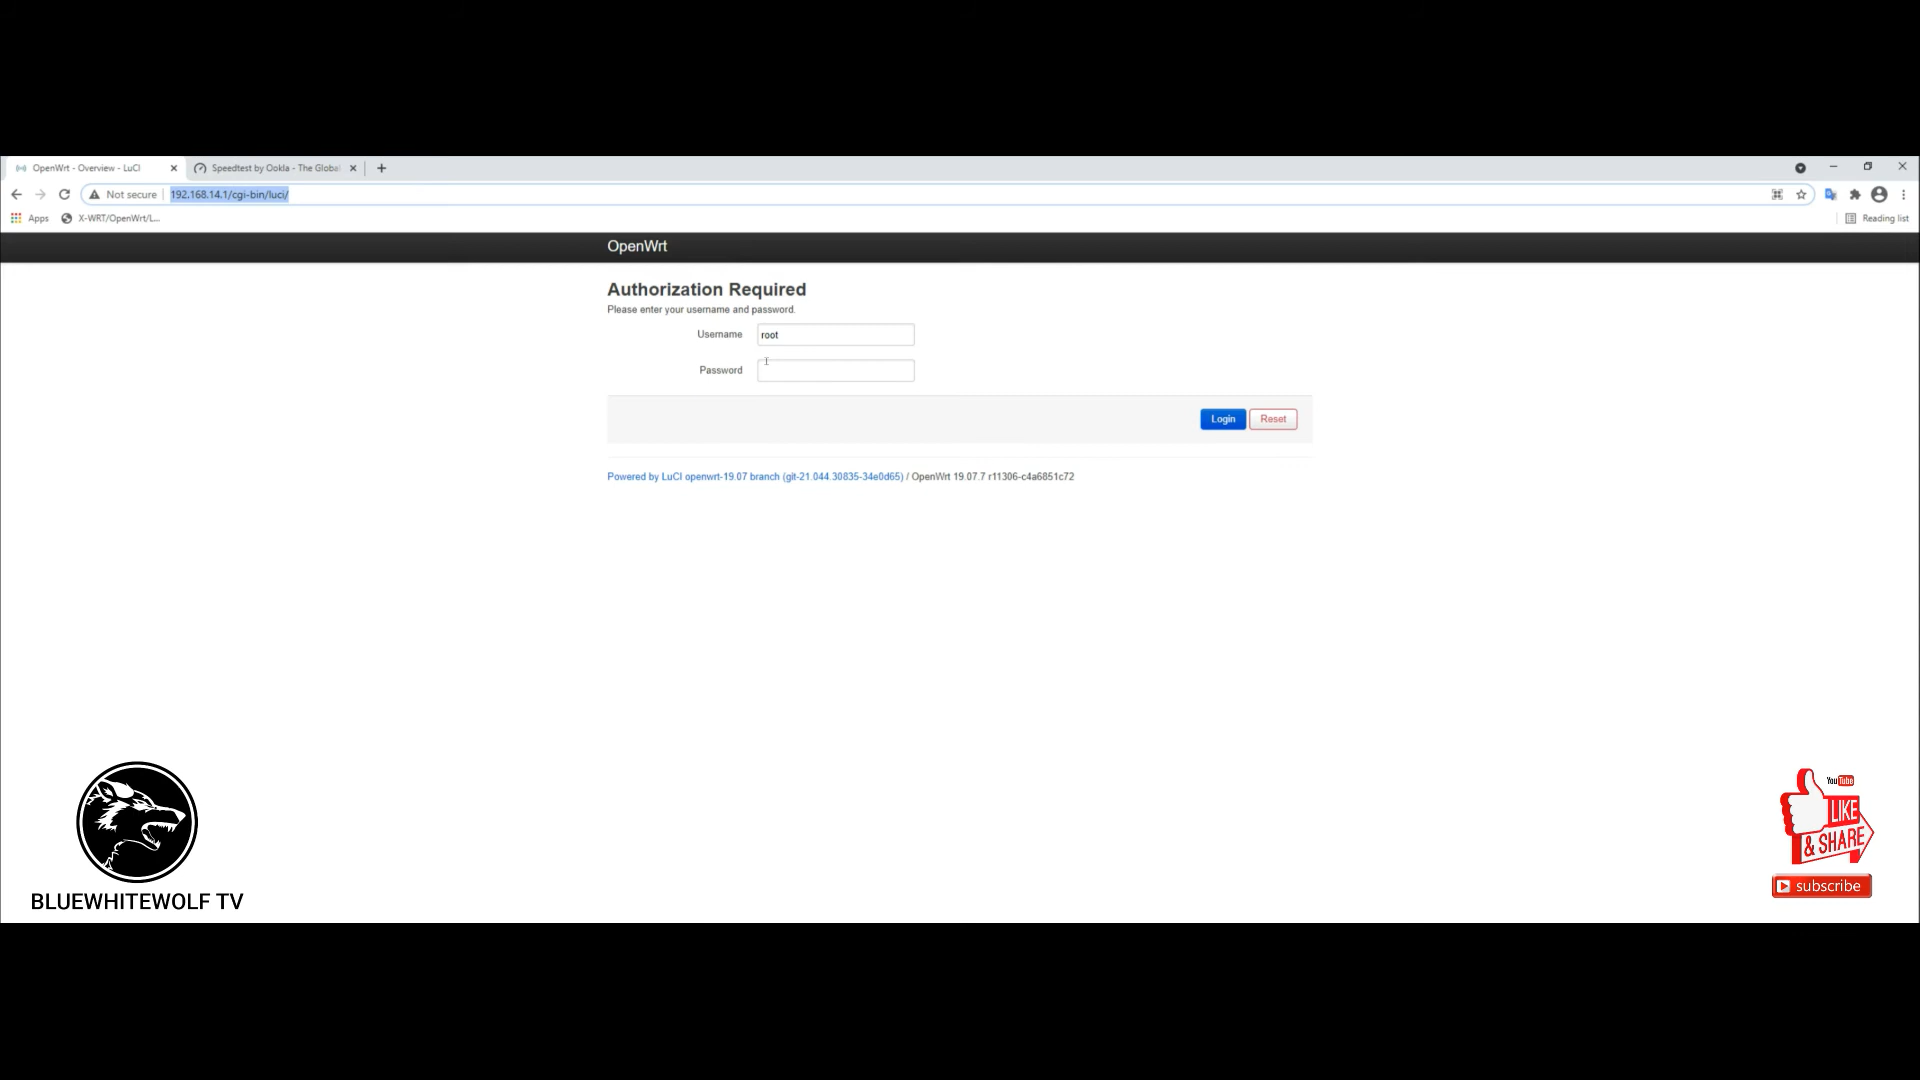 OpenWrt - Overview - LuCI
Speedtest by Ookla - The Global
Not secure
192.168.14.1/cgi-bin/luci/
Apps
X-WRT/OpenWrt/L...
Reading list
OpenWrt
Authorization Required
Please enter your username and password.
Username
root
Password
Login
Reset
Powered by LuCI openwrt-19.07 branch (git-21.044.30835-34e0d65) / OpenWrt 19.07.7 r11306-c4a6851c72
YouTube
LIKE
& SHARE
subscribe
BLUEWHITEWOLF TV